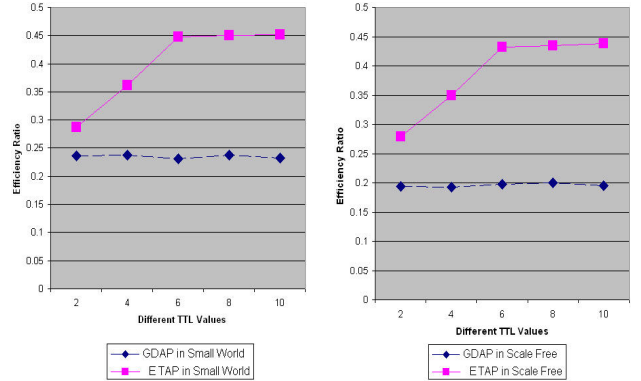 0.5
0.45
0.4
0.35
0.3
0.25
0.2
0.15
0.1
0.05
0
Efficiency Ratio
2 4 6 8 10
Different TTL Values
GDAP in Small World
ETAP in Small World
0.5
0.45
0.4
0.35
0.3
0.25
0.2
0.15
0.1
0.05
0
Efficiency Ratio
2 4 6 8 10
Different TTL Values
GDAP in Scale Free
ETAP in Scale Free